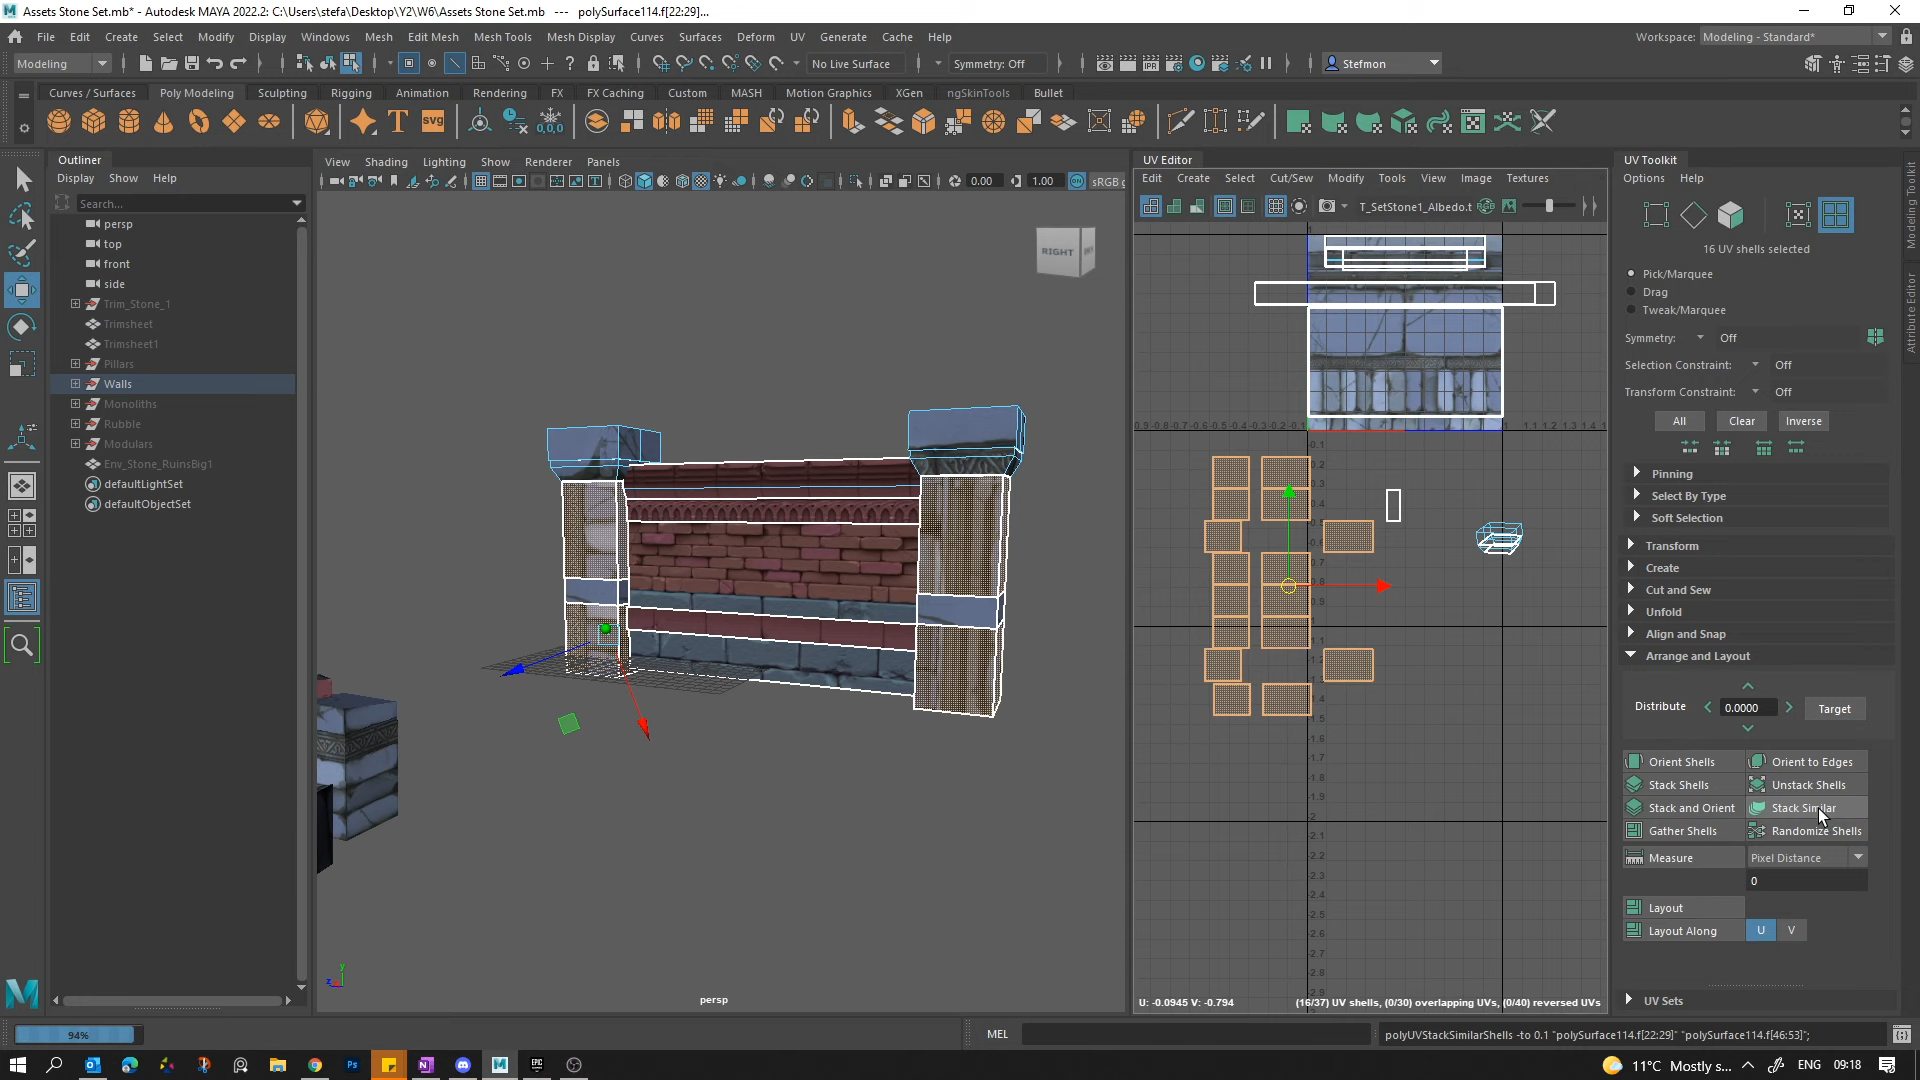 Assets Stone Set.mb* - Autodesk MAYA 2022.2: C:\Users\stefa\Desktop\Y2\W6\Assets Stone Set.mb   ---   polySurface114.f[22:29]...
File Edit Create Select Modify Display Windows Mesh Edit Mesh Mesh Tools Mesh Display Curves Surfaces Deform UV Generate Cache Help
Workspace: Modeling - Standard*
Modeling No Live Surface Symmetry: Off Stefmon
Curves / Surfaces Poly Modeling Sculpting Rigging Animation Rendering FX FX Caching Custom MASH Motion Graphics XGen ngSkinTools Bullet
T svg 0,0,0
Outliner
Display Show Help
Search...
persp
top
front
side
Trim_Stone_1
Trimsheet
Trimsheet1
Pillars
Walls
Monoliths
Rubble
Modulars
Env_Stone_RuinsBig1
defaultLightSet
defaultObjectSet
View Shading Lighting Show Renderer Panels
0.00 1.00 sRGB g
RIGHT
persp
UV Editor
Edit Create Select Cut/Sew Modify Tools View Image Textures
T_SetStone1_Albedo.t
U: -0.0945 V: -0.794
(16/37) UV shells, (0/30) overlapping UVs, (0/40) reversed UVs
UV Toolkit
Options Help
16 UV shells selected
Pick/Marquee
Drag
Tweak/Marquee
Symmetry: Off
Selection Constraint: Off
Transform Constraint: Off
All Clear Inverse
Pinning
Select By Type
Soft Selection
Transform
Create
Cut and Sew
Unfold
Align and Snap
Arrange and Layout
Distribute 0.0000 Target
Orient Shells Orient to Edges
Stack Shells Unstack Shells
Stack and Orient Stack Similar
Gather Shells Randomize Shells
Measure Pixel Distance
0
Layout
Layout Along U V
UV Sets
Modeling Toolkit
Attribute Editor
94%
MEL
polyUVStackSimilarShells -to 0.1 "polySurface114.f[22:29]" "polySurface114.f[46:53]";
11°C Mostly s... ENG 09:18